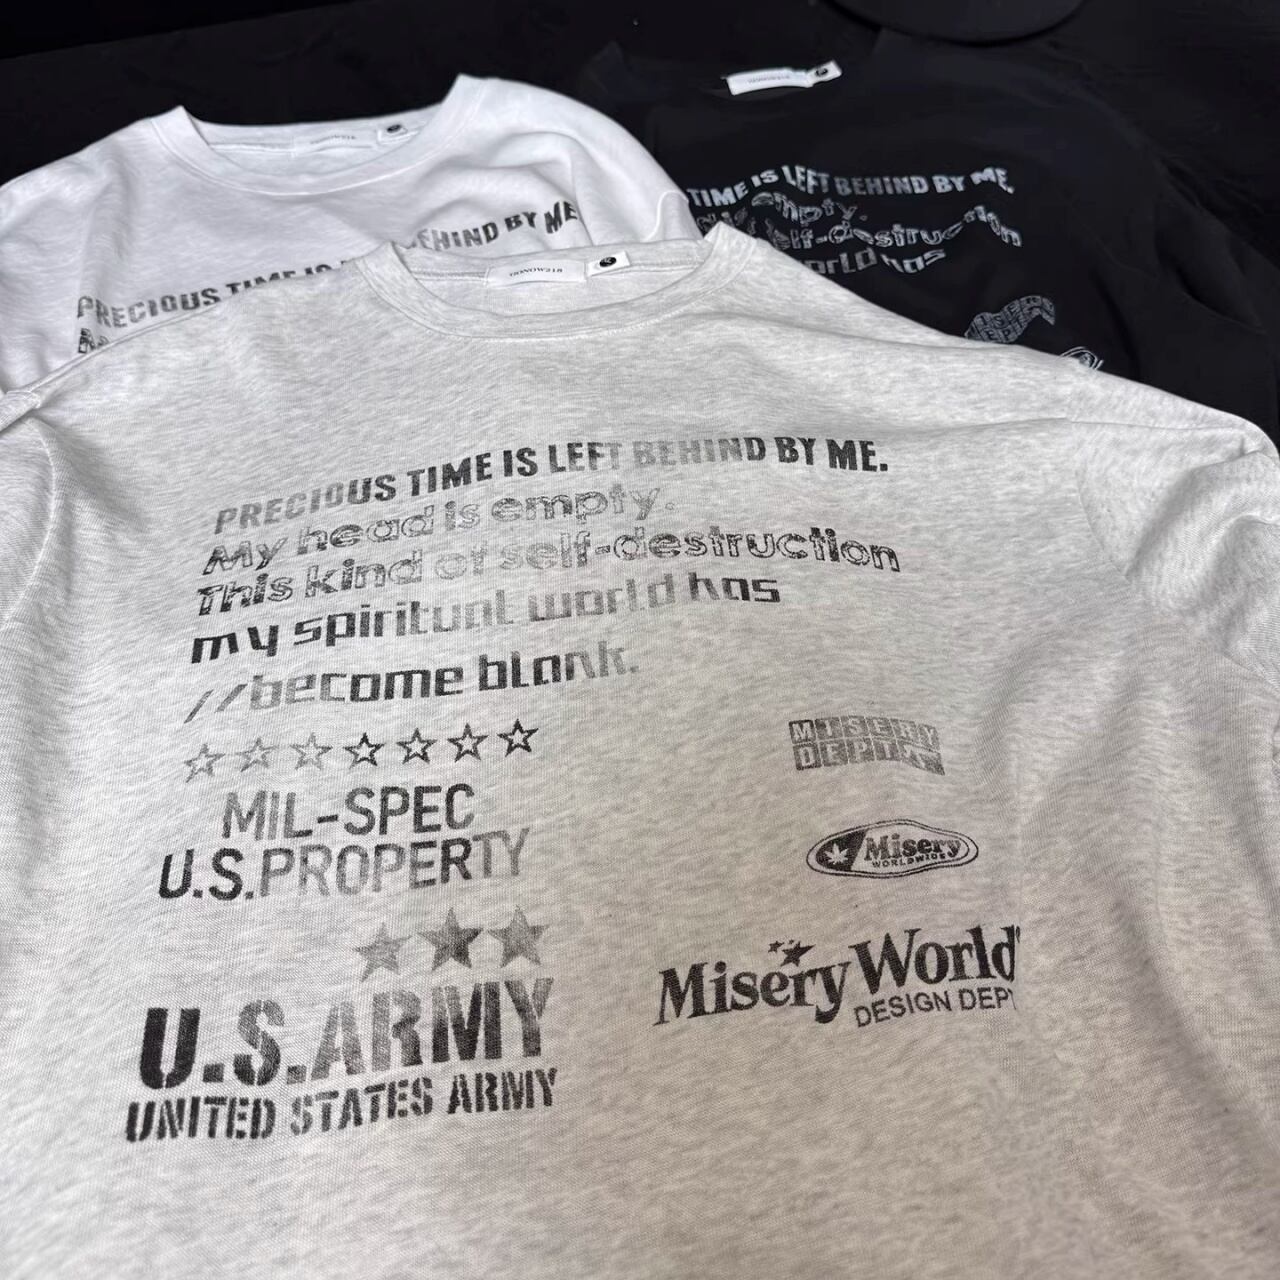 BEHIND BY ME
PRECIOUS TIME IS
TIME IS LEFT BEHIND BY ME.
empty.
self-destruction
world has
PRECIOUS TIME IS LEFT BEHIND BY ME.
My head is empty.
This kind of self-destruction
my spiritual world has
//become blank.
MIL-SPEC
U.S.PROPERTY
U.S.ARMY
UNITED STATES ARMY
MISERY
DEPT.
Misery
WORLDWIDE
Misery World
DESIGN DEPT